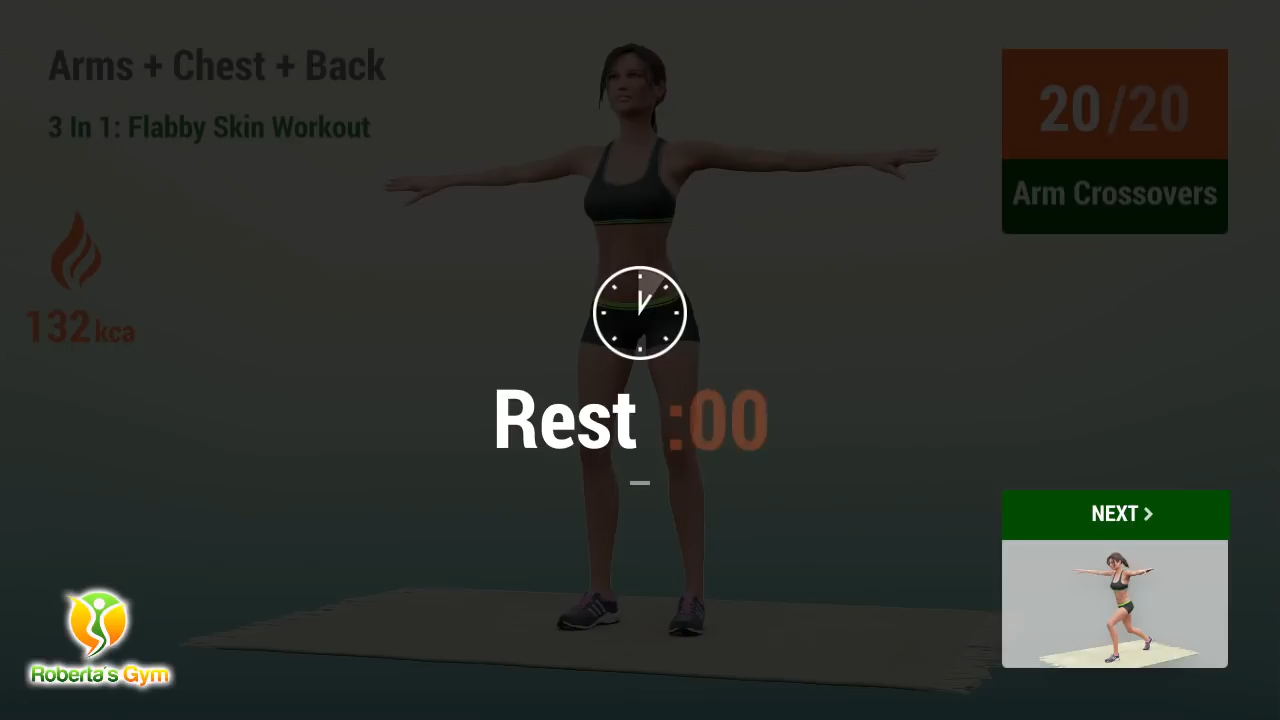 Arms + Chest + Back
3 In 1: Flabby Skin Workout
20/20
Arm Crossovers
132 kca
Rest :00
NEXT >
Roberta´s Gym